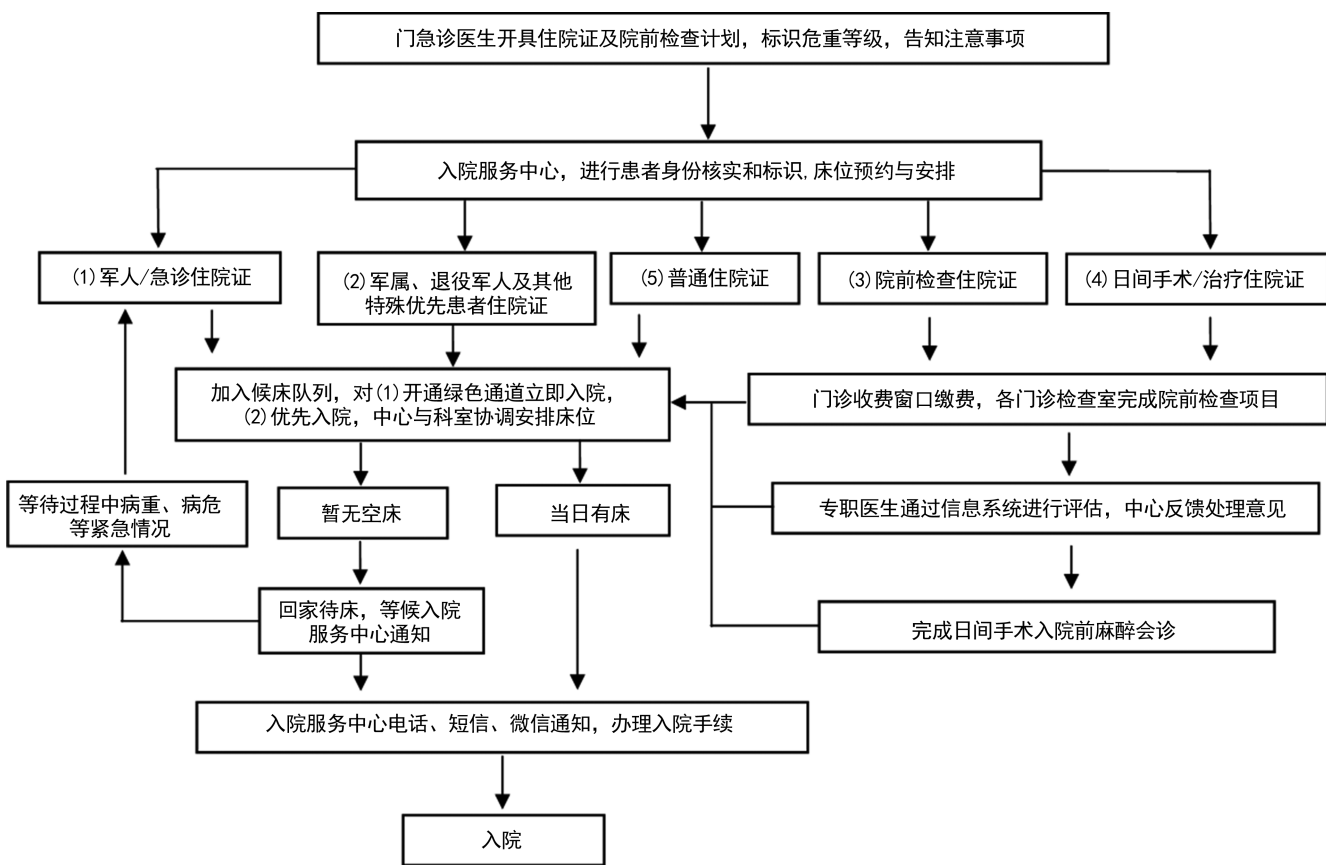 门急诊医生开具住院证及院前检查计划，标识危重等级，告知注意事项
入院服务中心，进行患者身份核实和标识,床位预约与安排
(1)军人/急诊住院证
(2)军属、退役军人及其他
特殊优先患者住院证
(5)普通住院证
(3)院前检查住院证
(4)日间手术/治疗住院证
加入候床队列，对(1)开通绿色通道立即入院，
(2)优先入院，中心与科室协调安排床位
门诊收费窗口缴费，各门诊检查室完成院前检查项目
等待过程中病重、病危
等紧急情况
暂无空床
当日有床
专职医生通过信息系统进行评估，中心反馈处理意见
回家待床，等候入院
服务中心通知
完成日间手术入院前麻醉会诊
入院服务中心电话、短信、微信通知，办理入院手续
入院